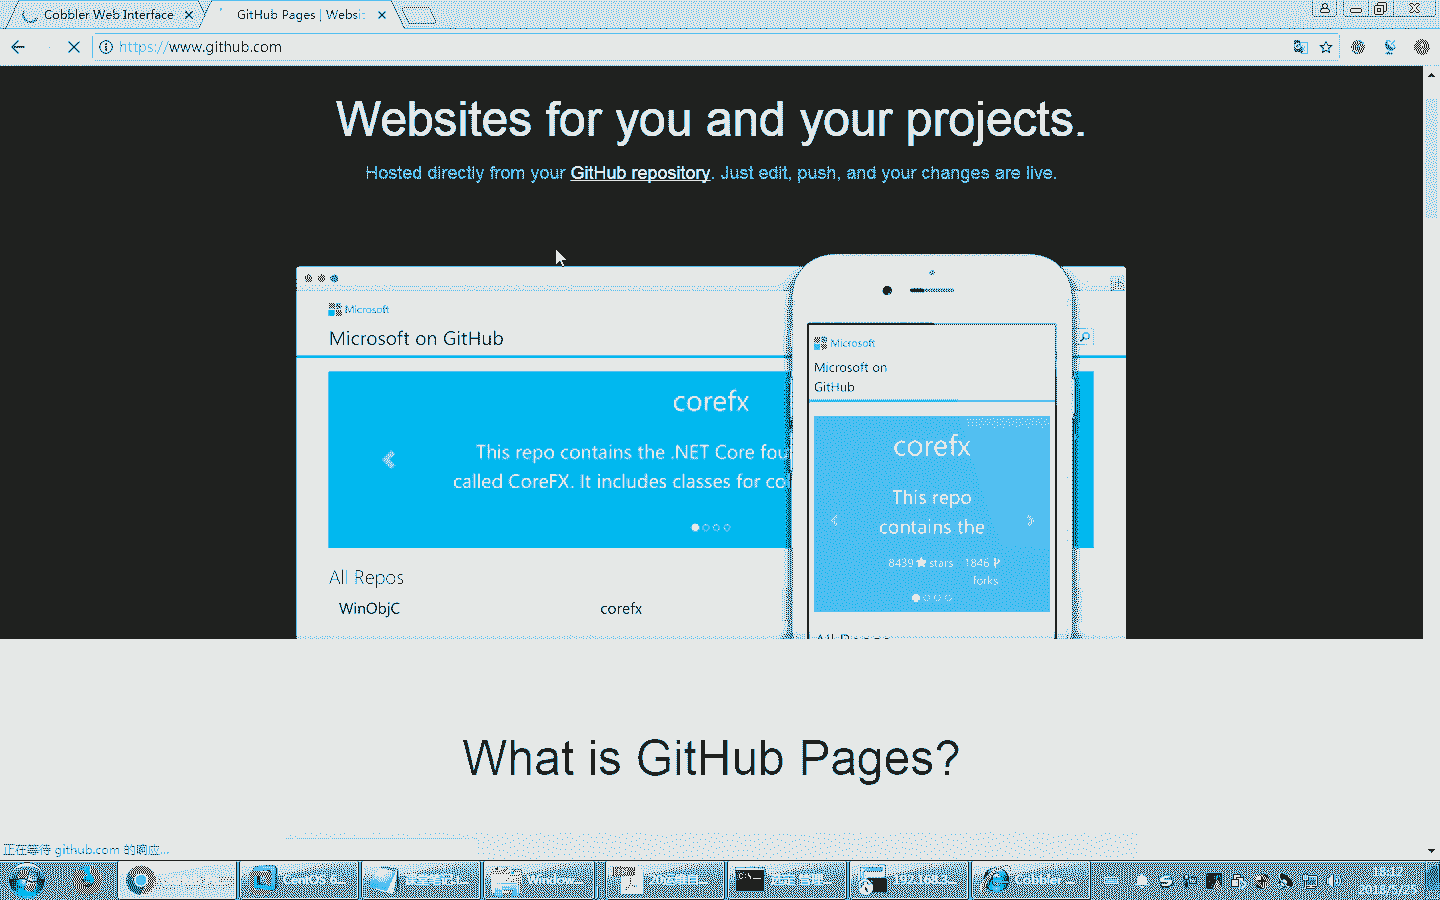 Cobbler Web Interface
GitHub Pages | Websi
https://www.github.com
Websites for you and your projects.
Hosted directly from your GitHub repository. Just edit, push, and your changes are live.
Microsoft
Microsoft on GitHub
corefx
This repo contains the .NET Core fou
called CoreFX. It includes classes for co
All Repos
WinObjC
corefx
Microsoft
Microsoft on
GitHub
corefx
This repo
contains the
8439 stars 1846
forks
What is GitHub Pages?
正在等待 github.com 的响应...
CentOS 6...
Window...
192.168.3...
Cobbler ...
18:12